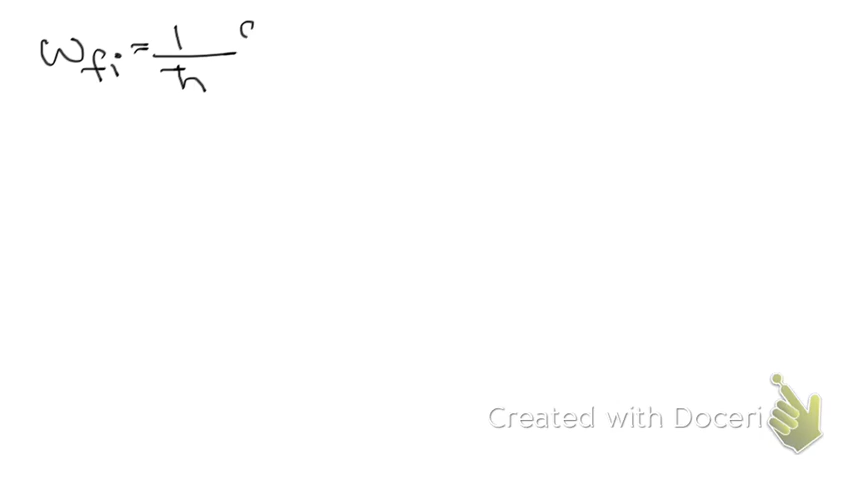 ω_fi = 1/ħ
Created with Doceri